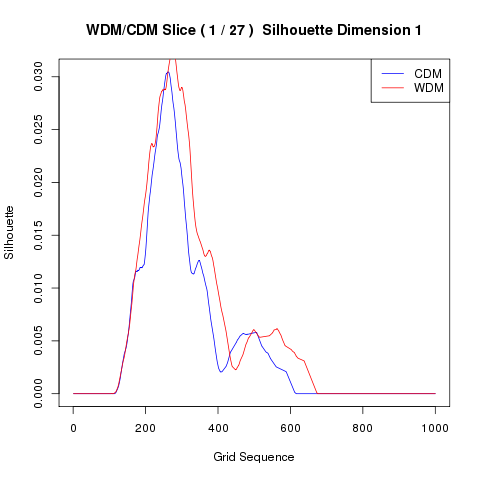 WDM/CDM Slice ( 1 / 27 )  Silhouette Dimension 1
CDM
WDM
Silhouette
0.000 0.005 0.010 0.015 0.020 0.025 0.030
0 200 400 600 800 1000
Grid Sequence